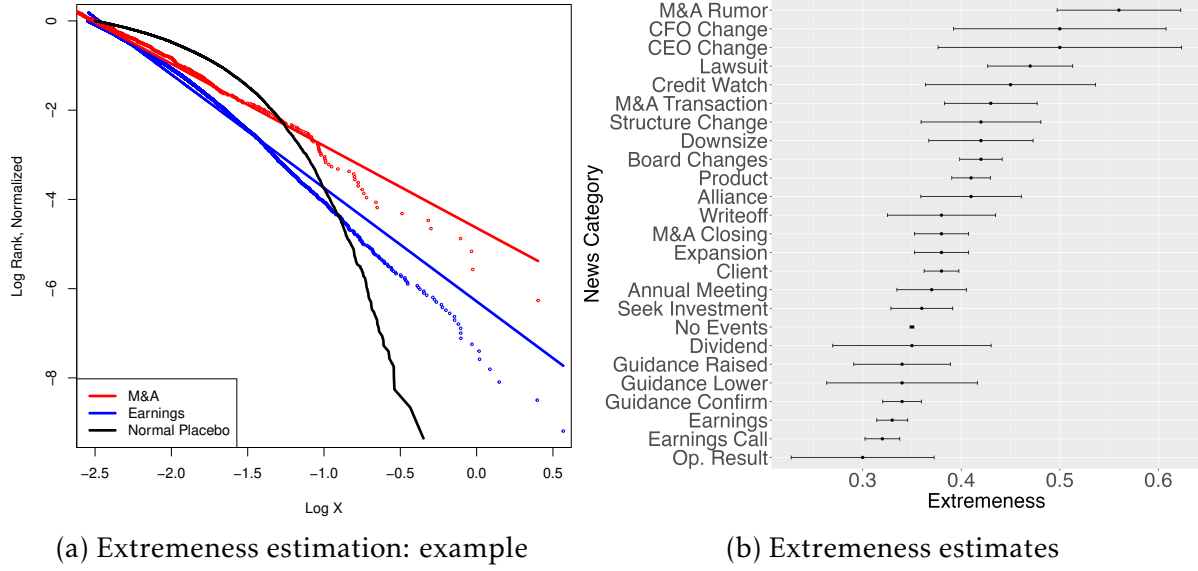 Log Rank, Normalized
0
−2
−4
−6
−8
M&A
Earnings
Normal Placebo
−2.5 −2.0 −1.5 −1.0 −0.5 0.0 0.5
Log X
(a) Extremeness estimation: example
News Category
M&A Rumor
CFO Change
CEO Change
Lawsuit
Credit Watch
M&A Transaction
Structure Change
Downsize
Board Changes
Product
Alliance
Writeoff
M&A Closing
Expansion
Client
Annual Meeting
Seek Investment
No Events
Dividend
Guidance Raised
Guidance Lower
Guidance Confirm
Earnings
Earnings Call
Op. Result
0.3 0.4 0.5 0.6
Extremeness
(b) Extremeness estimates